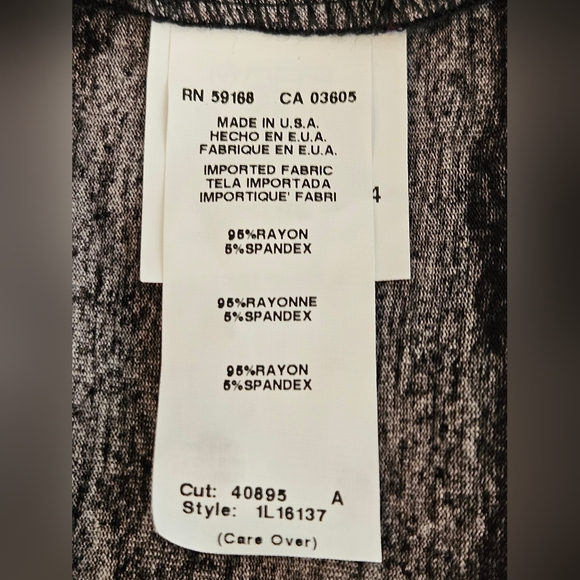 RN 59168 CA 03605
MADE IN U.S.A.
HECHO EN E.U.A.
FABRIQUE EN E.U.A.
IMPORTED FABRIC
TELA IMPORTADA
IMPORTIQUE' FABRI
4
95%RAYON
5%SPANDEX
95%RAYONNE
5%SPANDEX
95%RAYON
5%SPANDEX
Cut: 40895 A
Style: 1L16137
(Care Over)